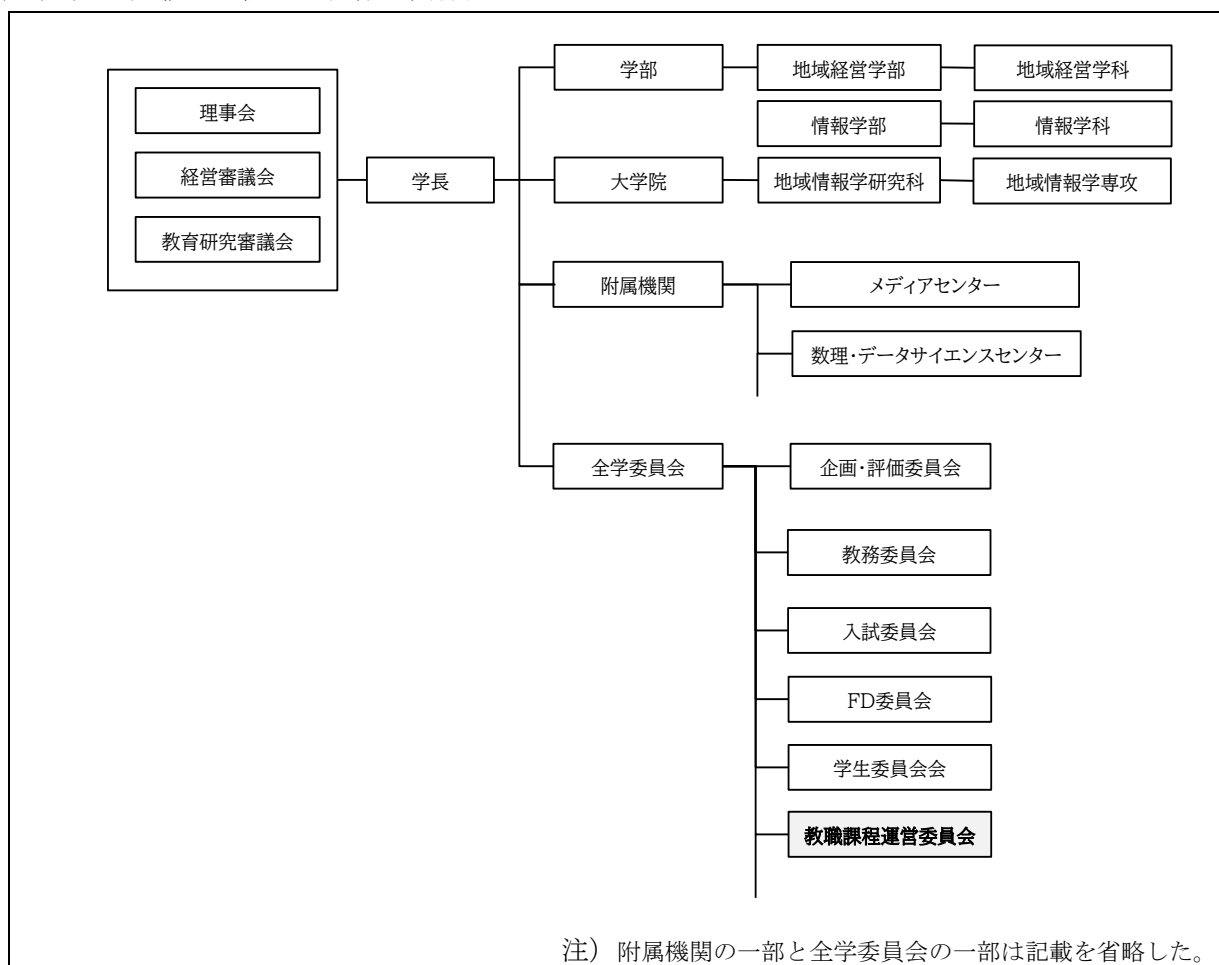 理事会
経営審議会
教育研究審議会
学長
学部
地域経営学部
地域経営学科
情報学部
情報学科
大学院
地域情報学研究科
地域情報学専攻
附属機関
メディアセンター
数理・データサイエンスセンター
全学委員会
企画・評価委員会
教務委員会
入試委員会
FD委員会
学生委員会会
教職課程運営委員会
注） 附属機関の一部と全学委員会の一部は記載を省略した。